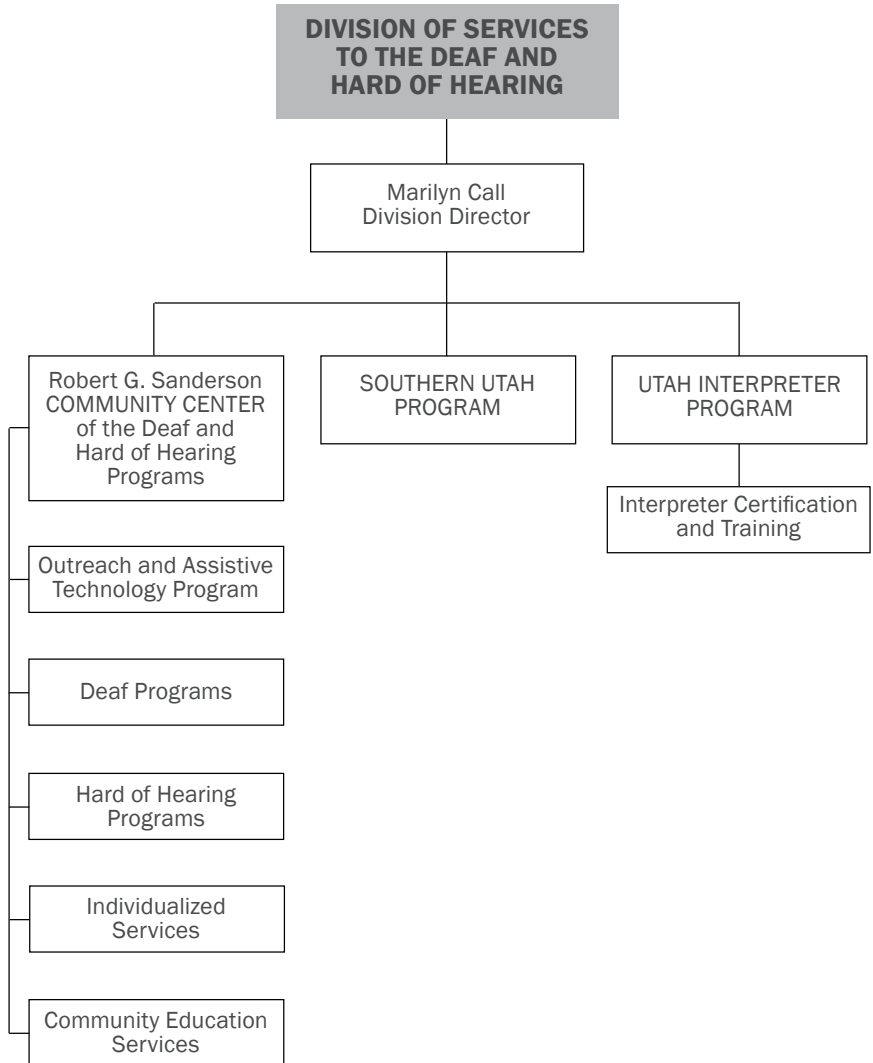 DIVISION OF SERVICES
TO THE DEAF AND
HARD OF HEARING
Marilyn Call
Division Director
Robert G. Sanderson
COMMUNITY CENTER
of the Deaf and
Hard of Hearing
Programs
SOUTHERN UTAH
PROGRAM
UTAH INTERPRETER
PROGRAM
Interpreter Certification
and Training
Outreach and Assistive
Technology Program
Deaf Programs
Hard of Hearing
Programs
Individualized
Services
Community Education
Services